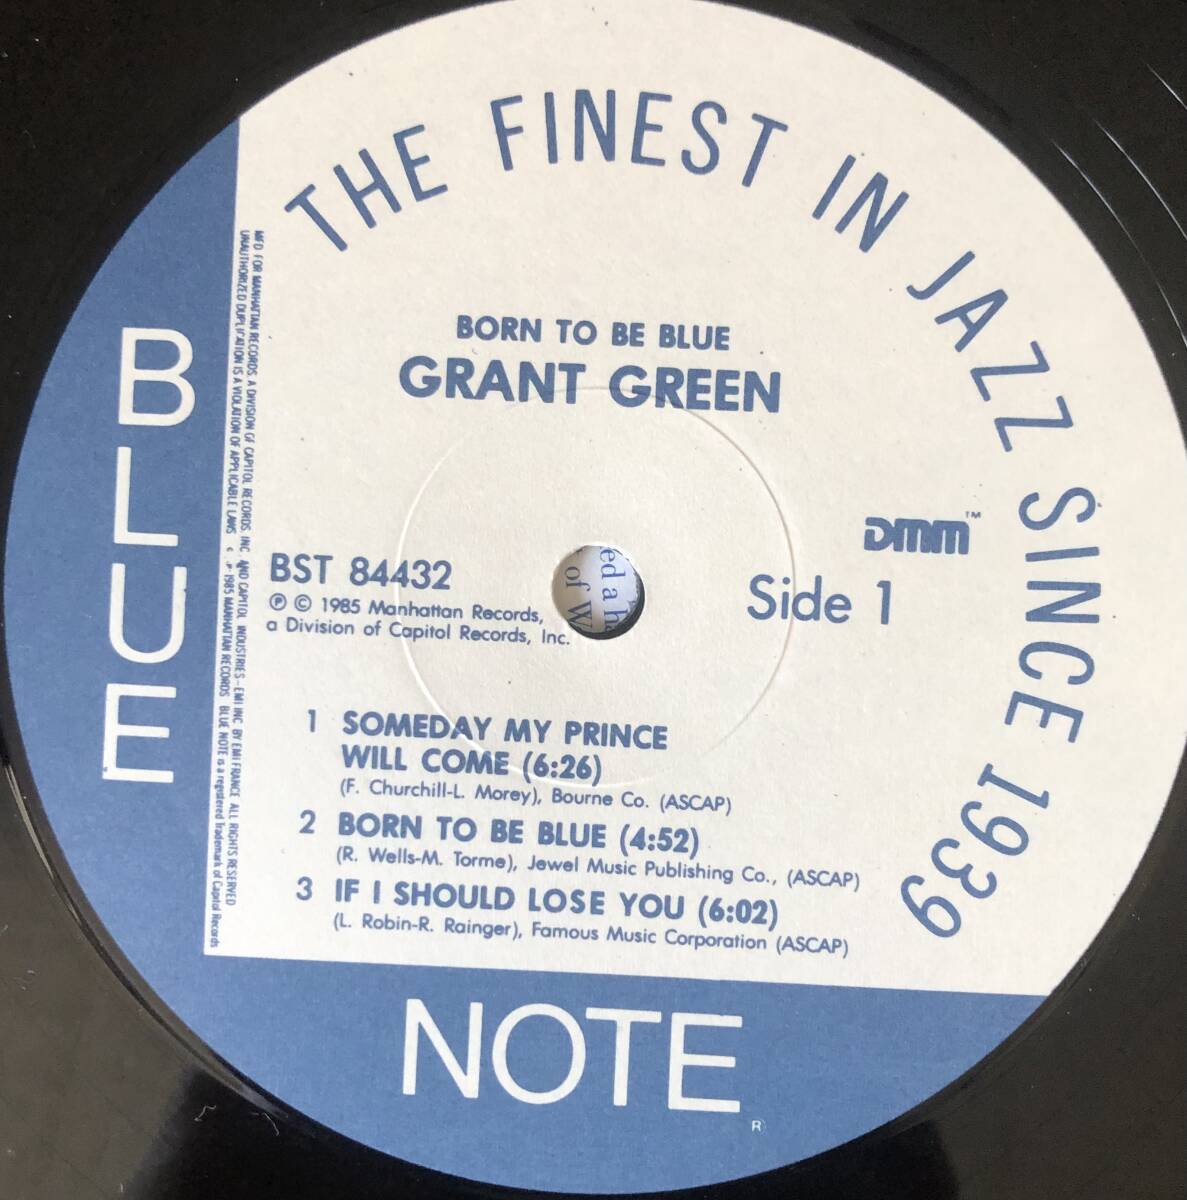 THE FINEST IN JAZZ SINCE 1939
BORN TO BE BLUE
GRANT GREEN
DMM™
BST 84432
Side 1
℗ © 1985 Manhattan Records,
a Division of Capitol Records, Inc.
1 SOMEDAY MY PRINCE
WILL COME (6:26)
(F. Churchill-L. Morey), Bourne Co. (ASCAP)
2 BORN TO BE BLUE (4:52)
(R. Wells-M. Torme), Jewel Music Publishing Co., (ASCAP)
3 IF I SHOULD LOSE YOU (6:02)
(L. Robin-R. Rainger), Famous Music Corporation (ASCAP)
MFD FOR MANHATTAN RECORDS, A DIVISION OF CAPITOL RECORDS, INC. AND CAPITOL INDUSTRIES-EMI INC BY EMI FRANCE ALL RIGHTS RESERVED
UNAUTHORIZED DUPLICATION IS A VIOLATION OF APPLICABLE LAWS © ℗ 1985 MANHATTAN RECORDS BLUE NOTE is a registered Trademark of Capitol Records
BLUE
NOTE
®
ed a h
of W